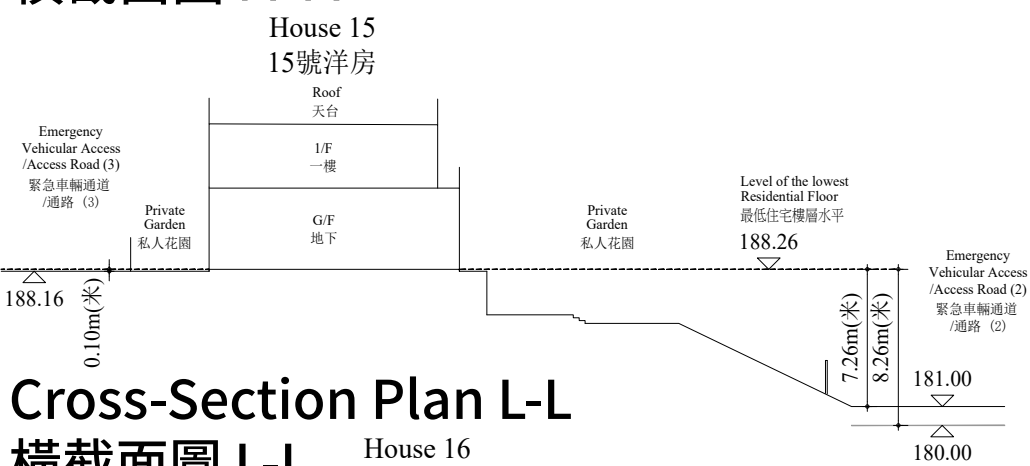 House 15
15號洋房
Roof
天台
Emergency
Vehicular Access
/Access Road (3)
緊急車輛通道
/通路 (3)
1/F
一樓
Private
Garden
私人花園
G/F
地下
Private
Garden
私人花園
Level of the lowest
Residential Floor
最低住宅樓層水平
188.26
Emergency
Vehicular Access
/Access Road (2)
緊急車輛通道
/通路 (2)
188.16
0.10m(米)
7.26m(米)
8.26m(米)
181.00
180.00
Cross-Section Plan L-L
橫截面圖 L-L
House 16